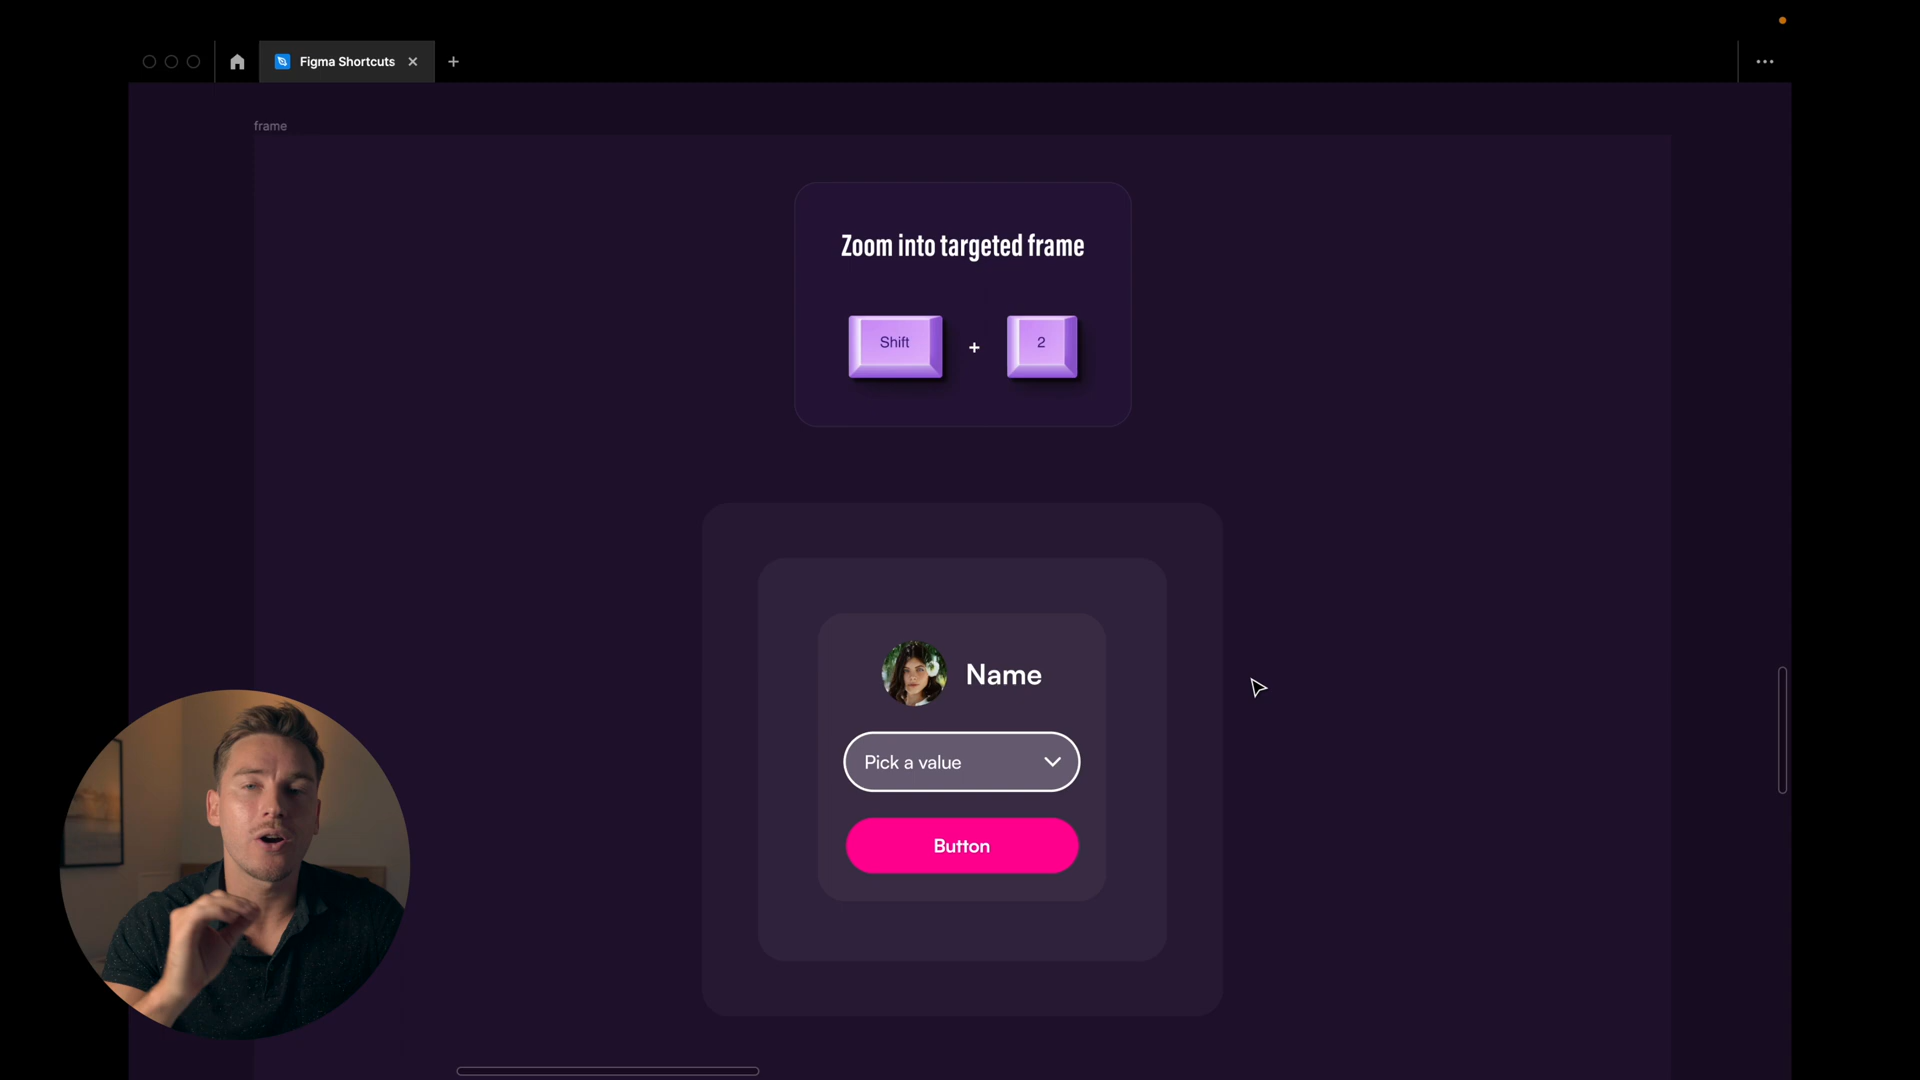 Figma Shortcuts
frame
Zoom into targeted frame
Shift + 2
Name
Pick a value
Button